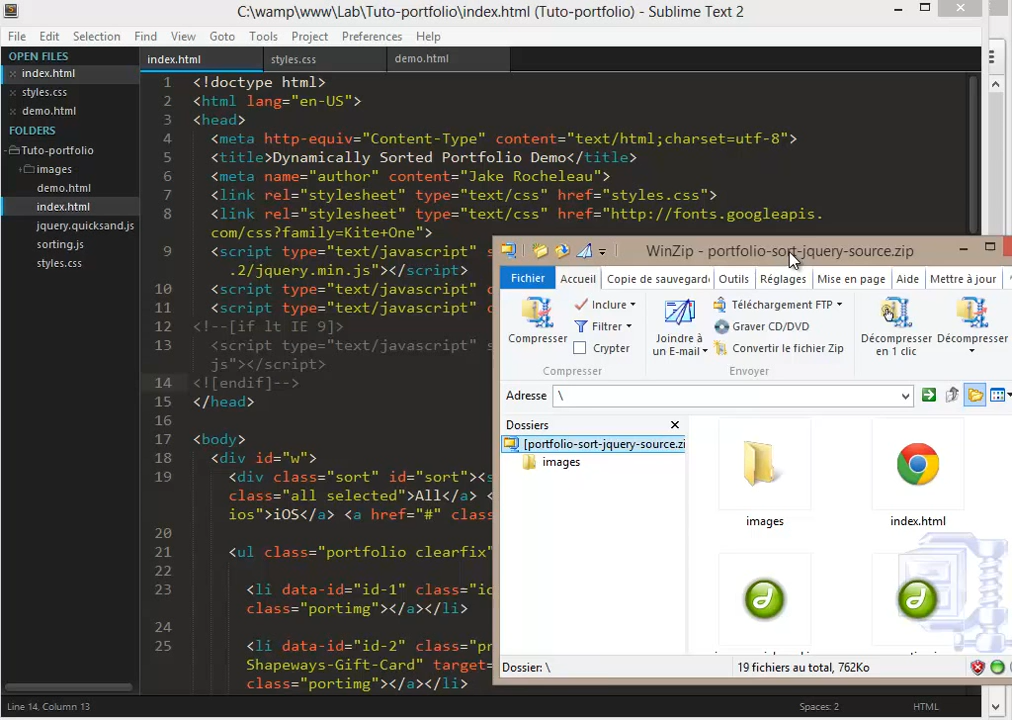 C:\wamp\www\Lab\Tuto-portfolio\index.html (Tuto-portfolio) - Sublime Text 2
File Edit Selection Find View Goto Tools Project Preferences Help
OPEN FILES
index.html
styles.css
demo.html
FOLDERS
Tuto-portfolio
images
demo.html
index.html
jquery.quicksand.js
sorting.js
styles.css
index.html styles.css demo.html
1 <!doctype html>
2 <html lang="en-US">
3 <head>
4 <meta http-equiv="Content-Type" content="text/html;charset=utf-8">
5 <title>Dynamically Sorted Portfolio Demo</title>
6 <meta name="author" content="Jake Rocheleau">
7 <link rel="stylesheet" type="text/css" href="styles.css">
8 <link rel="stylesheet" type="text/css" href="http://fonts.googleapis.
com/css?family=Kite+One">
9 <script type="text/javascript" s
.2/jquery.min.js"></script>
10 <script type="text/javascript" s
11 <script type="text/javascript" s
12 <!--[if lt IE 9]>
13 <script type="text/javascript" s
js"></script>
14 <![endif]-->
15 </head>
16
17 <body>
18 <div id="w">
19 <div class="sort" id="sort"><s
class="all selected">All</a> <
ios">iOS</a> <a href="#" class
20
21 <ul class="portfolio clearfix"
22
23 <li data-id="id-1" class="ic
class="portimg"></a></li>
24
25 <li data-id="id-2" class="pr
Shapeways-Gift-Card" target=
class="portimg"></a></li>
Line 14, Column 13
Spaces: 2
HTML
WinZip - portfolio-sort-jquery-source.zip
Fichier Accueil Copie de sauvegard Outils Réglages Mise en page Aide Mettre à jour
Compresser
Inclure
Filtrer
Crypter
Compresser
Joindre à
un E-mail
Téléchargement FTP
Graver CD/DVD
Convertir le fichier Zip
Envoyer
Décompresser
en 1 clic
Décompresser
Adresse \
Dossiers
[portfolio-sort-jquery-source.zi
images
images
index.html
Dossier: \
19 fichiers au total, 762Ko